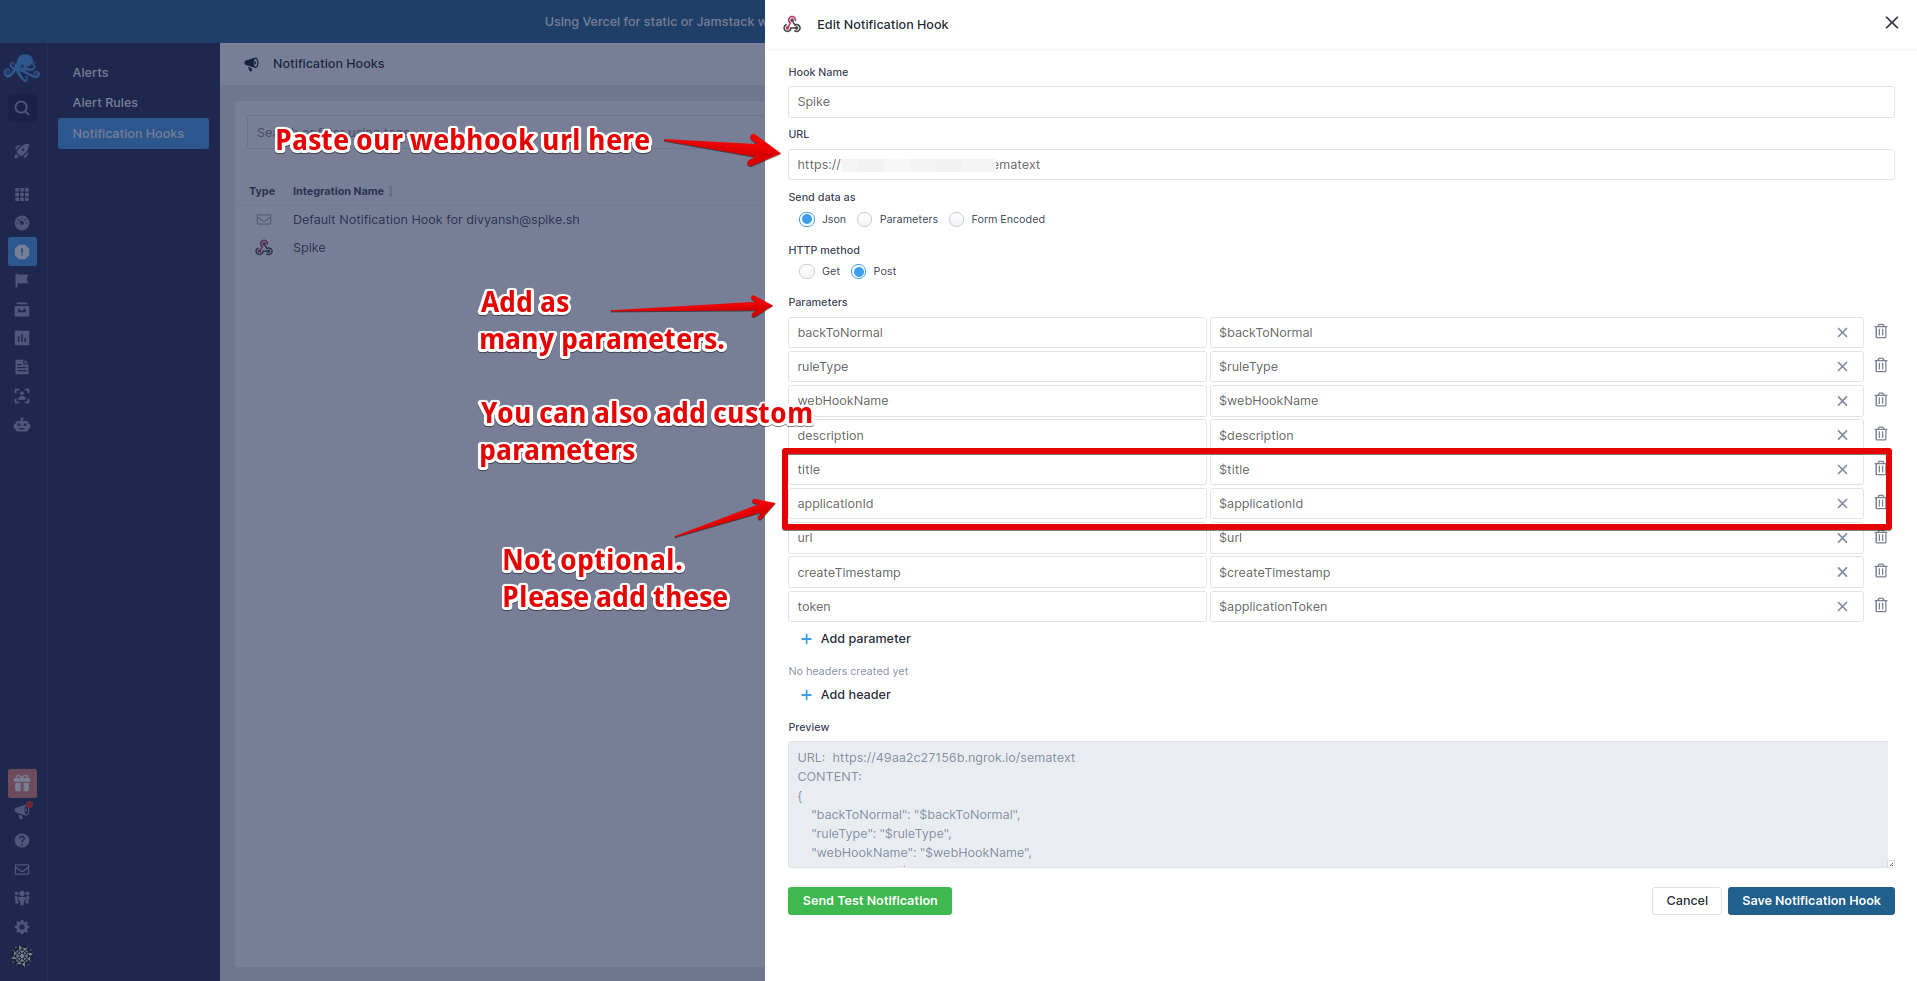 Using Vercel for static or Jamstack
Edit Notification Hook
Alerts
Alert Rules
Notification Hooks
Notification Hooks
Type
Integration Name
Default Notification Hook for divyansh@spike.sh
Spike
Paste our webhook url here
Add as
many parameters.
You can also add custom
parameters
Not optional.
Please add these
Hook Name
Spike
URL
https://
ematext
Send data as
Json
Parameters
Form Encoded
HTTP method
Get
Post
Parameters
backToNormal $backToNormal
ruleType $ruleType
webHookName $webHookName
description $description
title $title
applicationId $applicationId
url $url
createTimestamp $createTimestamp
token $applicationToken
Add parameter
No headers created yet
Add header
Preview
URL: https://49aa2c27156b.ngrok.io/sematext
CONTENT:
{
"backToNormal": "$backToNormal",
"ruleType": "$ruleType",
"webHookName": "$webHookName",
Send Test Notification
Cancel
Save Notification Hook